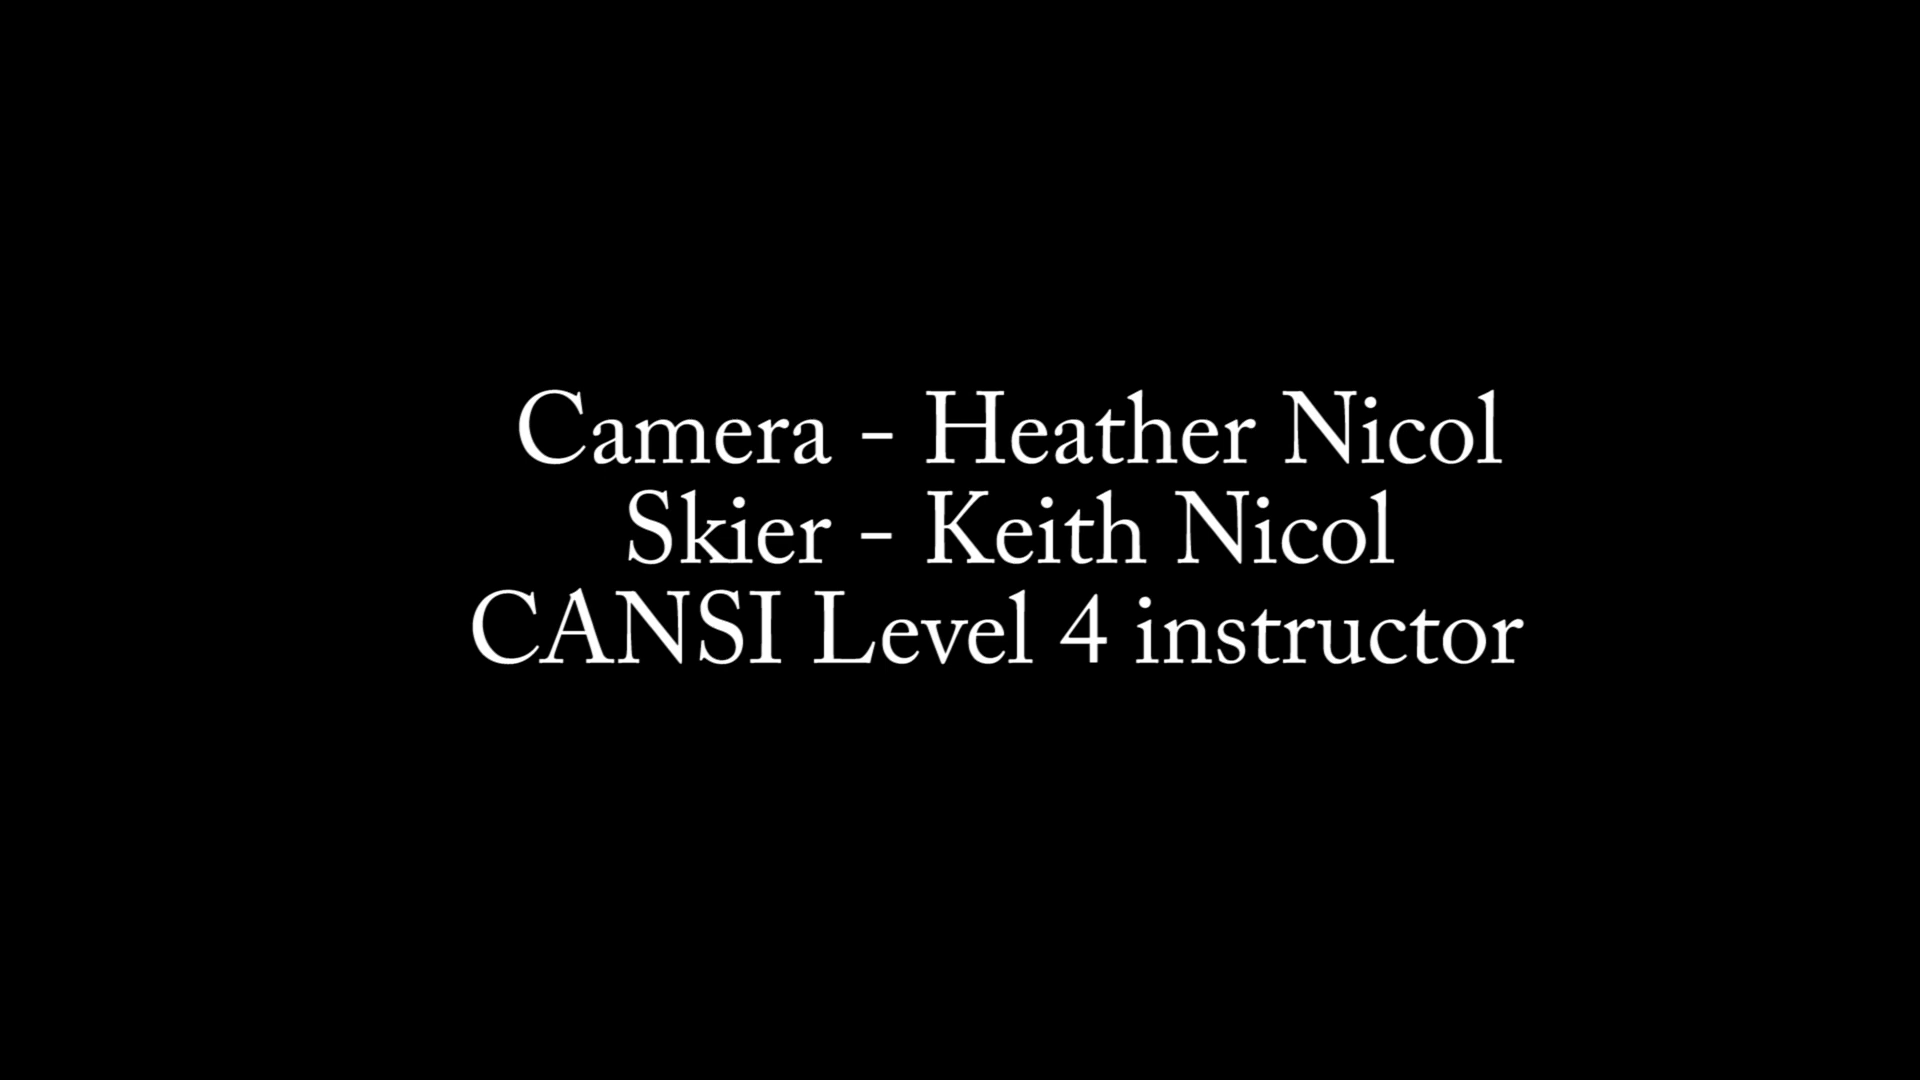 Camera - Heather Nicol
Skier - Keith Nicol
CANSI Level 4 instructor